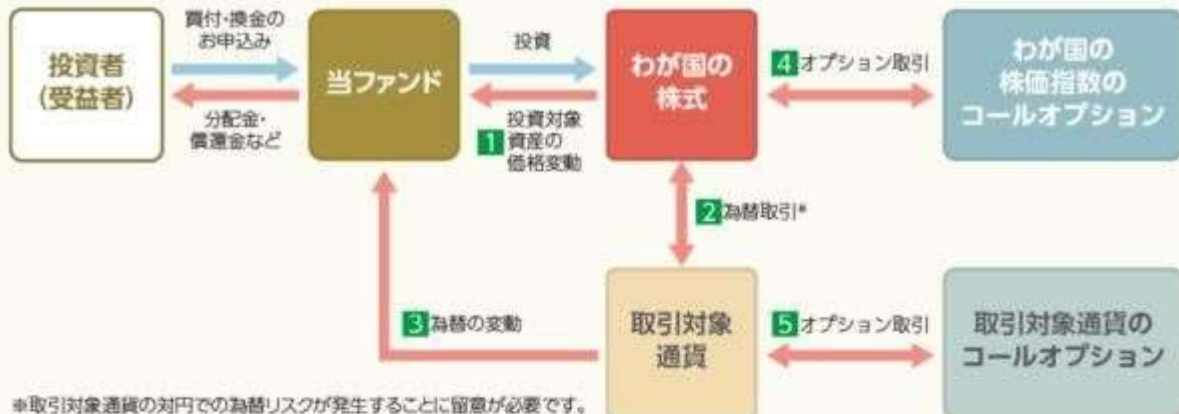 買付・換金の
お申込み
投資者
(受益者)
分配金・
償還金など
当ファンド
投資
1 投資対象
資産の
価格変動
わが国の
株式
4 オプション取引
わが国の
株価指数の
コールオプション
2 為替取引*
3 為替の変動
取引対象
通貨
5 オプション取引
取引対象通貨の
コールオプション
※取引対象通貨の対円での為替リスクが発生することに留意が必要です。